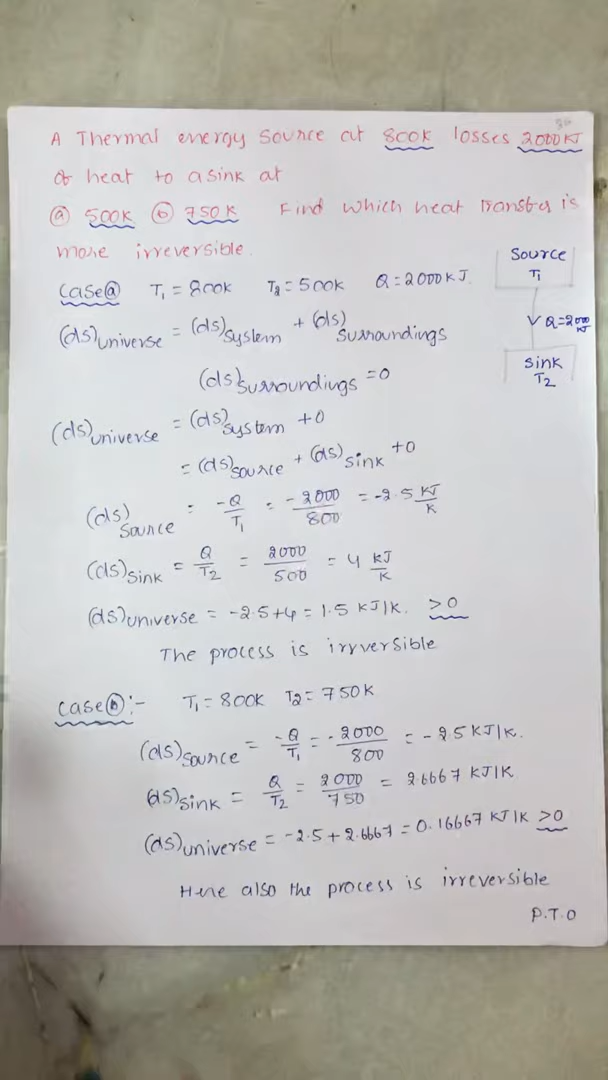 A Thermal energy source at 800K losses 2000KJ
of heat to a sink at
ⓐ 500K ⓑ 750K Find which heat transfer is
more irreversible.
Source
T₁
Q=2000
KJ
Sink
T₂
Caseⓐ T₁ = 800K T₂ = 500K Q = 2000KJ
(ds)universe = (ds)system + (ds)surroundings
(ds)surroundings = 0
(ds)universe = (ds)system + 0
= (ds)source + (ds)sink + 0
(ds)source = -Q/T₁ = -2000/800 = -2.5 KJ/K
(ds)sink = Q/T₂ = 2000/500 = 4 KJ/K
(ds)universe = -2.5+4 = 1.5 KJ/K. >0
The process is irrversible
Caseⓑ:- T₁ = 800K T₂ = 750K
(ds)source = -Q/T₁ = -2000/800 = -2.5 KJ/K.
(ds)sink = Q/T₂ = 2000/750 = 2.6667 KJ/K
(ds)universe = -2.5 + 2.6667 = 0.16667 KJ/K >0
Here also the process is irreversible
P.T.O